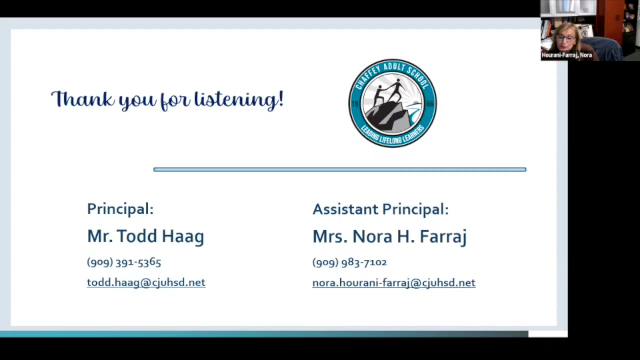 Hourani-Farraj, Nora
Thank you for listening!
CHAFFEY ADULT SCHOOL
LEADING LIFELONG LEARNERS
Principal:
Mr. Todd Haag
(909) 391-5365
todd.haag@cjuhsd.net
Assistant Principal:
Mrs. Nora H. Farraj
(909) 983-7102
nora.hourani-farraj@cjuhsd.net